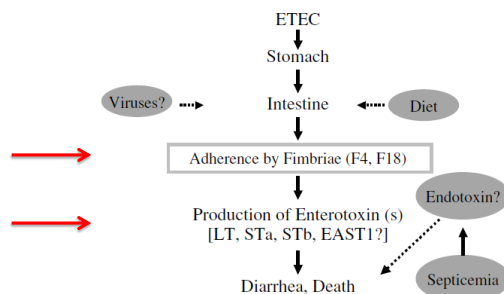 ETEC
Stomach
Viruses?
Intestine
Diet
Adherence by Fimbriae (F4, F18)
Endotoxin?
Production of Enterotoxin (s)
[LT, STa, STb, EAST1?]
Diarrhea, Death
Septicemia